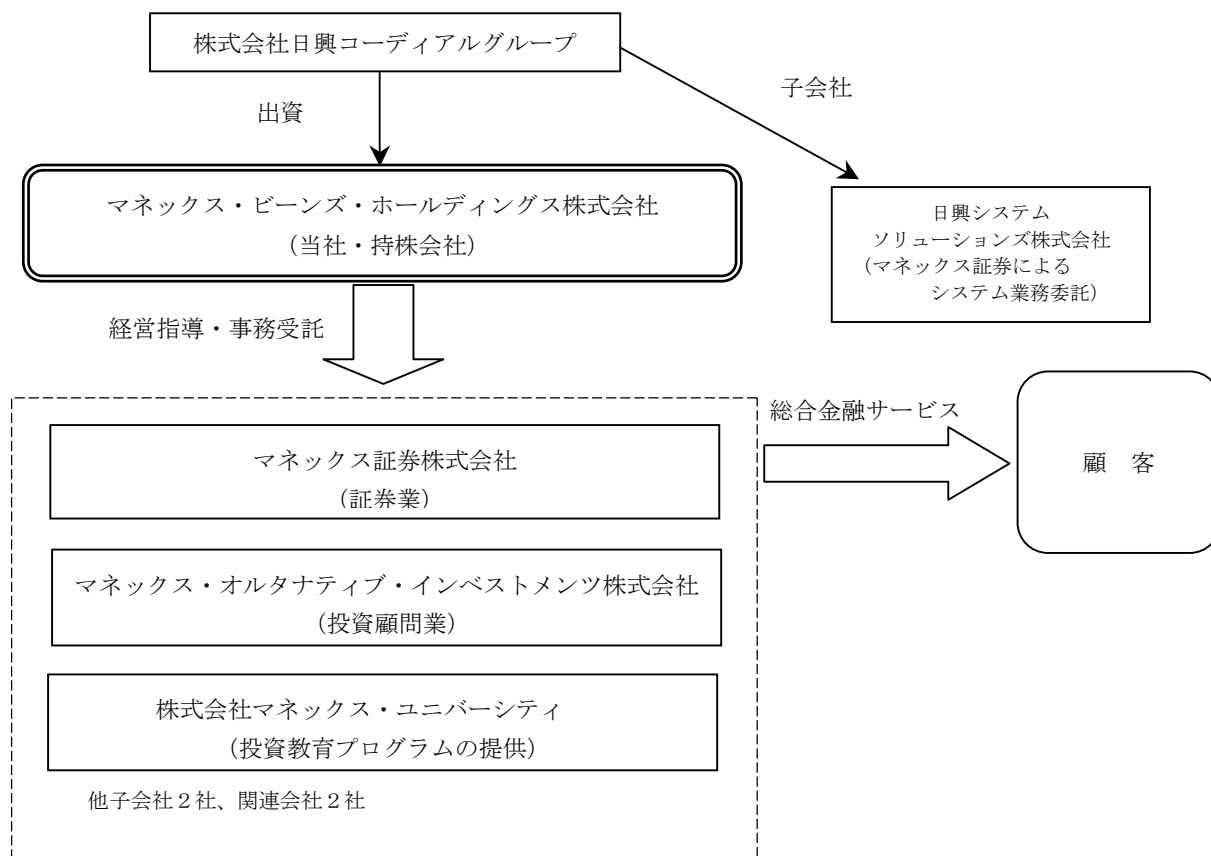 株式会社日興コーディアルグループ
出資
子会社
マネックス・ビーンズ・ホールディングス株式会社
（当社・持株会社）
日興システム
ソリューションズ株式会社
（マネックス証券による
システム業務委託）
経営指導・事務受託
総合金融サービス
マネックス証券株式会社
（証券業）
顧　客
マネックス・オルタナティブ・インベストメンツ株式会社
（投資顧問業）
株式会社マネックス・ユニバーシティ
（投資教育プログラムの提供）
他子会社２社、関連会社２社